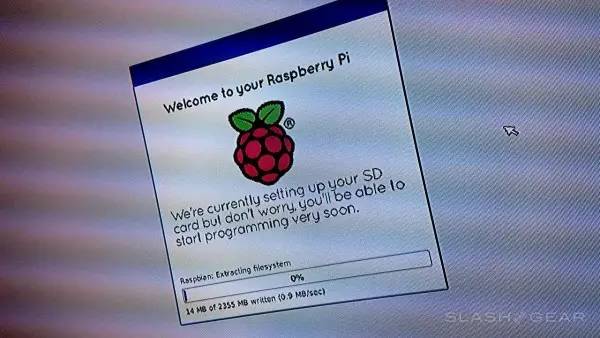 Welcome to your Raspberry Pi
®
We're currently setting up your SD
card but don't worry, you'll be able to
start programming very soon.
Raspbian: Extracting filesystem
0%
14 MB of 2355 MB written (0.9 MB/sec)
SLASHGEAR